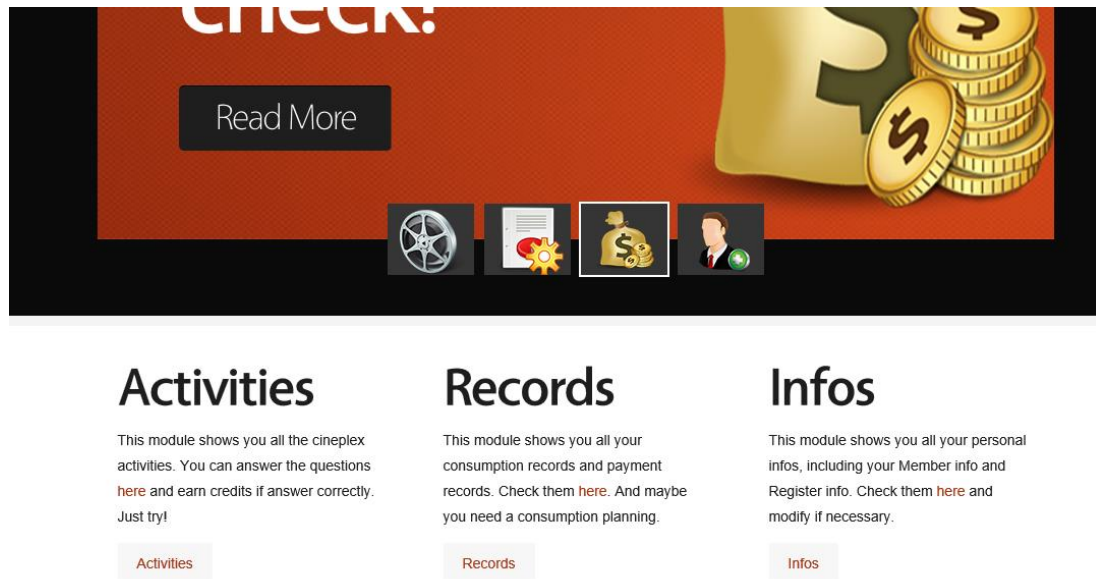 check!
Read More
Activities
This module shows you all the cineplex
activities. You can answer the questions
here and earn credits if answer correctly.
Just try!
Activities
Records
This module shows you all your
consumption records and payment
records. Check them here. And maybe
you need a consumption planning.
Records
Infos
This module shows you all your personal
infos, including your Member info and
Register info. Check them here and
modify if necessary.
Infos